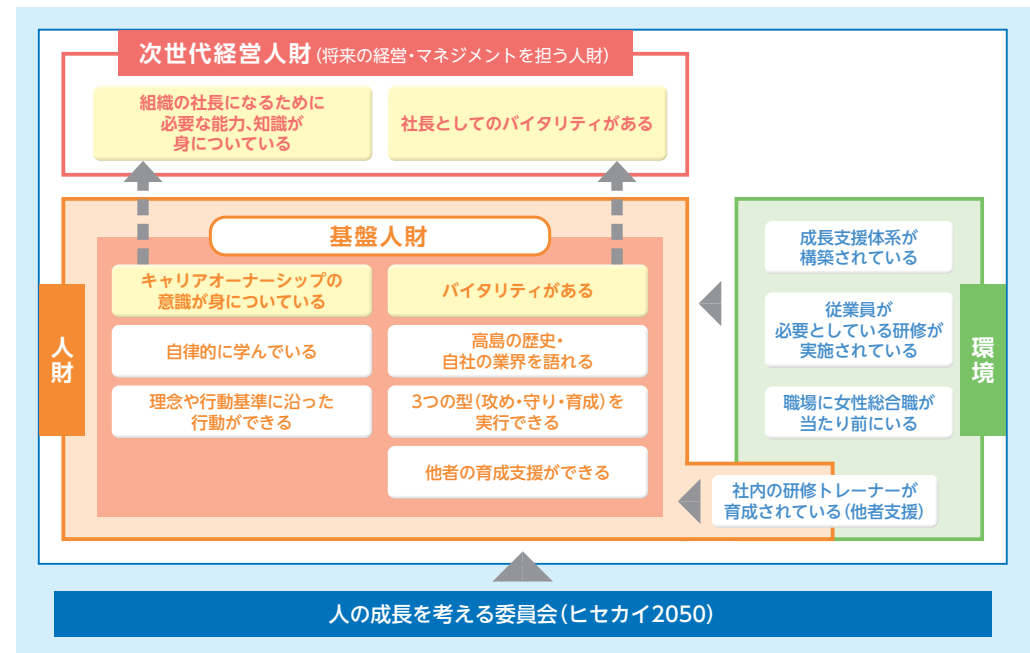 次世代経営人財(将来の経営・マネジメントを担う人財)
組織の社長になるために
必要な能力、知識が
身についている
社長としてのバイタリティがある
人財
基盤人財
キャリアオーナーシップの
意識が身についている
バイタリティがある
自律的に学んでいる
高島の歴史・
自社の業界を語れる
理念や行動基準に沿った
行動ができる
3つの型(攻め・守り・育成)を
実行できる
他者の育成支援ができる
環境
成長支援体系が
構築されている
従業員が
必要としている研修が
実施されている
職場に女性総合職が
当たり前にいる
社内の研修トレーナーが
育成されている(他者支援)
人の成長を考える委員会(ヒセカイ2050)